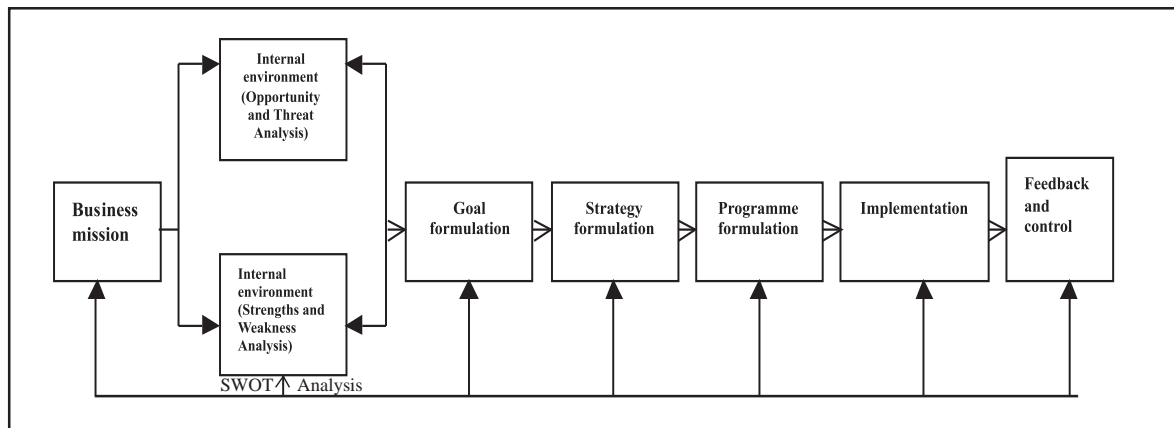 Internal
environment
(Opportunity
and Threat
Analysis)
Business
mission
Internal
environment
(Strengths and
Weakness
Analysis)
SWOT Analysis
Goal
formulation
Strategy
formulation
Programme
formulation
Implementation
Feedback
and
control